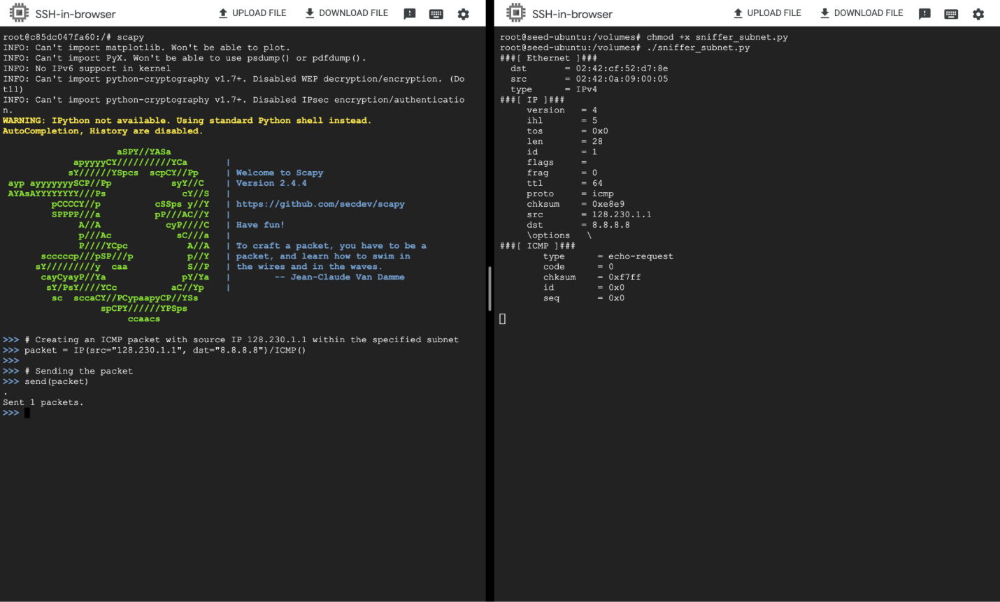 SSH-in-browser UPLOAD FILE DOWNLOAD FILE
root@c85dc047fa60:/# scapy
INFO: Can't import matplotlib. Won't be able to plot.
INFO: Can't import PyX. Won't be able to use psdump() or pdfdump().
INFO: No IPv6 support in kernel
INFO: Can't import python-cryptography v1.7+. Disabled WEP decryption/encryption. (Do
t11)
INFO: Can't import python-cryptography v1.7+. Disabled IPsec encryption/authenticatio
n.
WARNING: IPython not available. Using standard Python shell instead.
AutoCompletion, History are disabled.
aSPY//YASa
apyyyyCY//////////YCa |
sY//////YSpcs scpCY//Pp | Welcome to Scapy
ayp ayyyyyyySCP//Pp syY//C | Version 2.4.4
AYAsAYYYYYYYY///Ps cY//S |
pCCCCY//p cSSps y//Y | https://github.com/secdev/scapy
SPPPP///a pP///AC//Y |
A//A cyP////C | Have fun!
p///Ac sC///a |
P////YCpc A//A | To craft a packet, you have to be a
scccccp///pSP///p p//Y | packet, and learn how to swim in
sY/////////y caa S//P | the wires and in the waves.
cayCyayP//Ya pY/Ya | -- Jean-Claude Van Damme
sY/PsY////YCc aC//Yp |
sc sccaCY//PCypaapyCP//YSs
spCPY//////YPSps
ccaacs
>>> # Creating an ICMP packet with source IP 128.230.1.1 within the specified subnet
>>> packet = IP(src="128.230.1.1", dst="8.8.8.8")/ICMP()
>>>
>>> # Sending the packet
>>> send(packet)
.
Sent 1 packets.
>>>
SSH-in-browser UPLOAD FILE DOWNLOAD FILE
root@seed-ubuntu:/volumes# chmod +x sniffer_subnet.py
root@seed-ubuntu:/volumes# ./sniffer_subnet.py
###[ Ethernet ]###
dst = 02:42:cf:52:d7:8e
src = 02:42:0a:09:00:05
type = IPv4
###[ IP ]###
version = 4
ihl = 5
tos = 0x0
len = 28
id = 1
flags =
frag = 0
ttl = 64
proto = icmp
chksum = 0xe8e9
src = 128.230.1.1
dst = 8.8.8.8
\options \
###[ ICMP ]###
type = echo-request
code = 0
chksum = 0xf7ff
id = 0x0
seq = 0x0